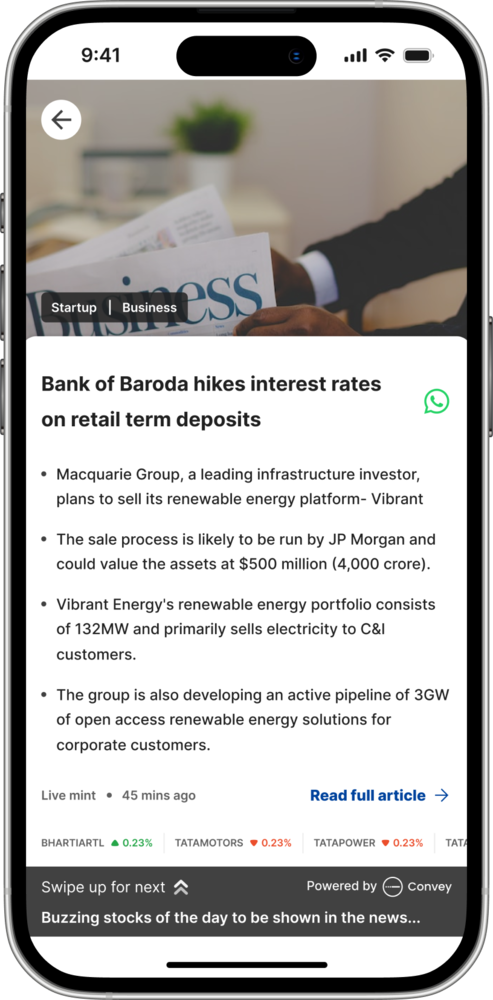 9:41
Business
Startup | Business
Bank of Baroda hikes interest rates
on retail term deposits
• Macquarie Group, a leading infrastructure investor,
plans to sell its renewable energy platform- Vibrant
• The sale process is likely to be run by JP Morgan and
could value the assets at $500 million (4,000 crore).
• Vibrant Energy's renewable energy portfolio consists
of 132MW and primarily sells electricity to C&I
customers.
• The group is also developing an active pipeline of 3GW
of open access renewable energy solutions for
corporate customers.
Live mint • 45 mins ago Read full article →
BHARTIARTL ▲ 0.23% TATAMOTORS ▼ 0.23% TATAPOWER ▼ 0.23% TATA
Swipe up for next Powered by Convey
Buzzing stocks of the day to be shown in the news...